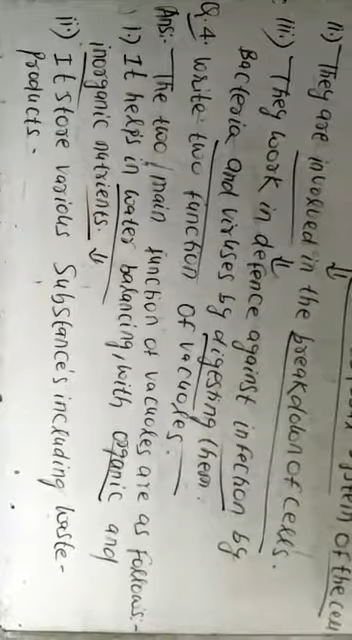 system of the cell
ii.) They are involved in the breakdown of cells.
iii.) They work in defence against infection by
bacteria and viruses by digesting them.
Q.4. Write two function of vacuoles.
Ans:- The two main function of vacuoles are as follows:-
i.) It helps in water balancing, with organic and
inorganic nutrients.
ii.) It store various Substance's including waste-
products.